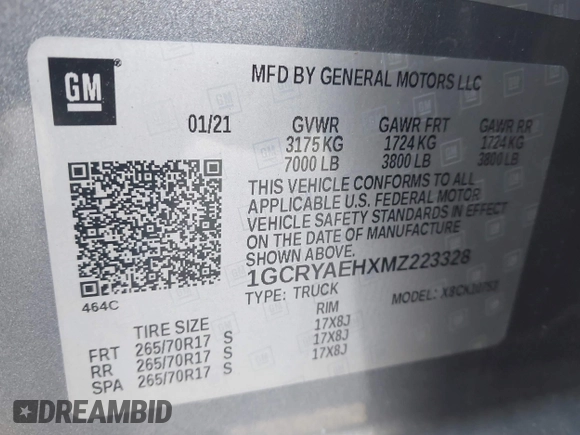 GM
MFD BY GENERAL MOTORS LLC
01/21 GVWR GAWR FRT GAWR RR
3175 KG 1724 KG 1724 KG
7000 LB 3800 LB 3800 LB
THIS VEHICLE CONFORMS TO ALL
APPLICABLE U.S. FEDERAL MOTOR
VEHICLE SAFETY STANDARDS IN EFFECT
ON THE DATE OF MANUFACTURE
SHOWN ABOVE.
1GCRYAEHXMZ223328
464C TYPE: TRUCK MODEL:
TIRE SIZE RIM
FRT 265/70R17 S 17X8J
RR 265/70R17 S 17X8J
SPA 265/70R17 S 17X8J
DREAMBID